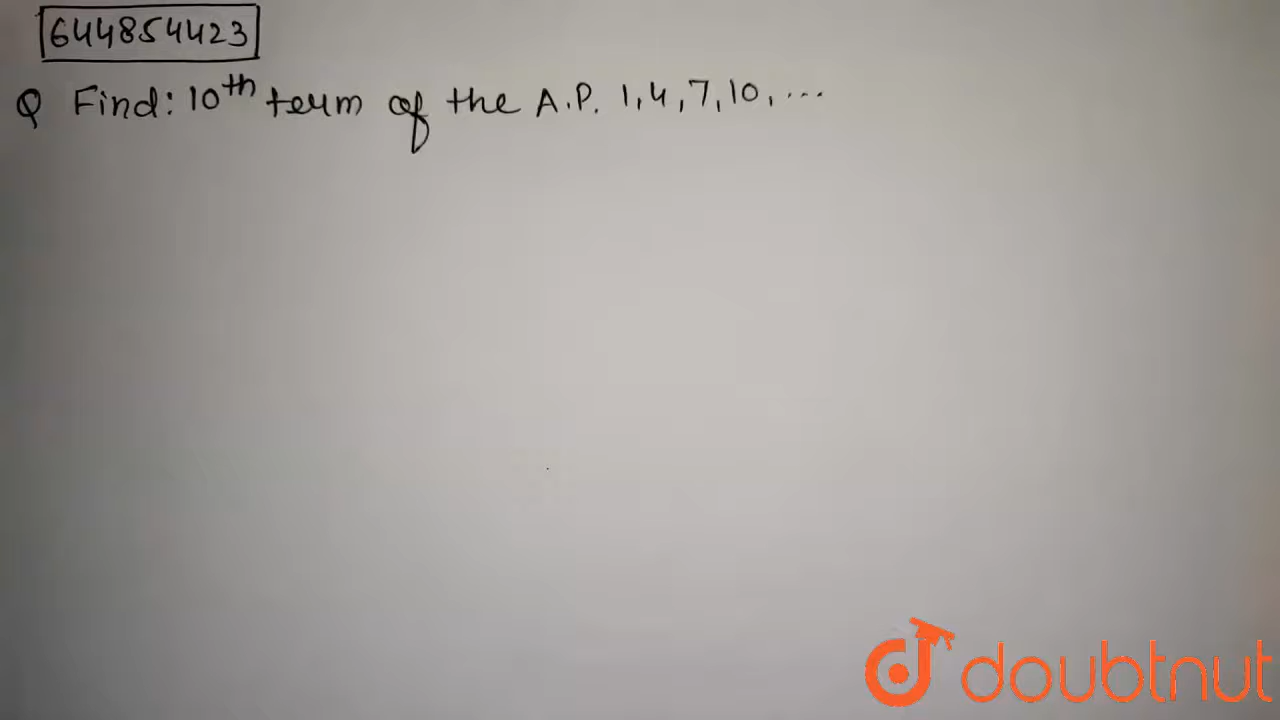 644854423
Q Find: 10th term of the A.P. 1, 4, 7, 10, ...
doubtnut